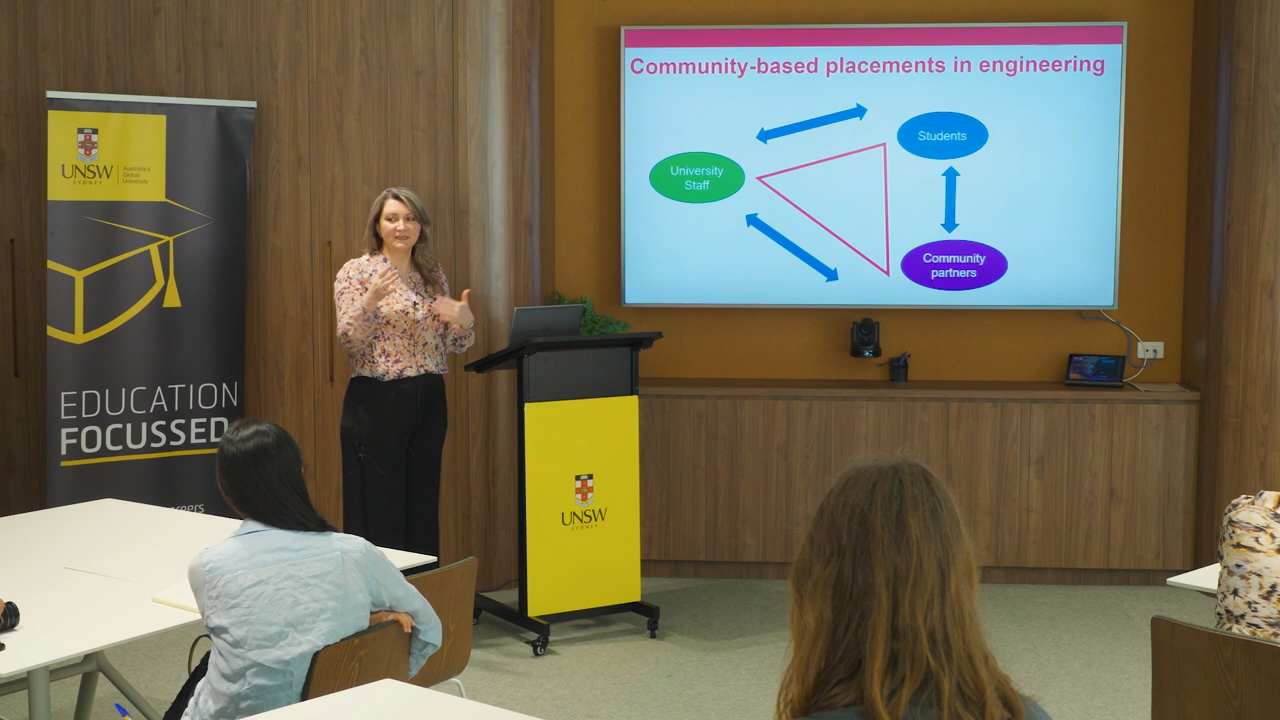 UNSW
SYDNEY
Australia's
Global
University
EDUCATION
FOCUSSED
careers
Community-based placements in engineering
Students
University
Staff
Community
partners
UNSW
SYDNEY